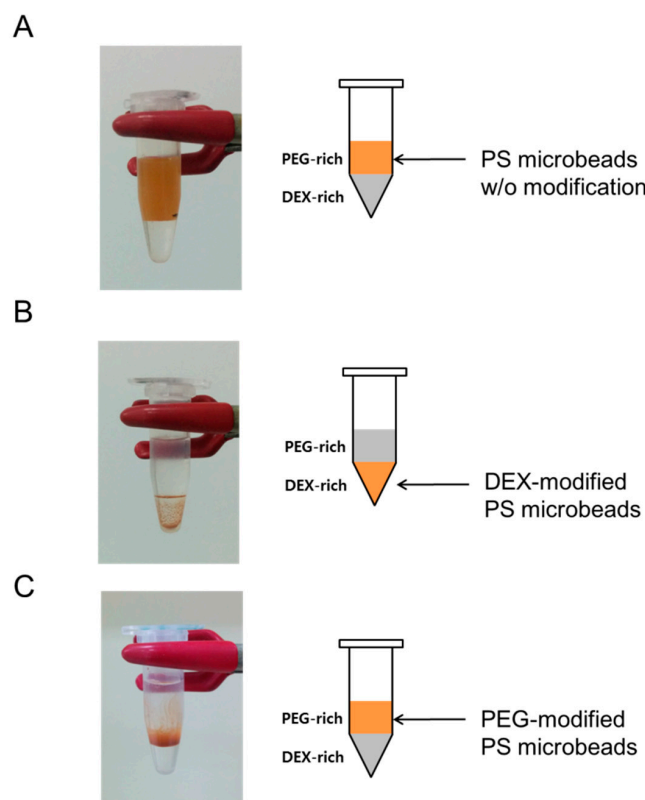 A
PEG-rich
DEX-rich
PS microbeads
w/o modification
B
PEG-rich
DEX-rich
DEX-modified
PS microbeads
C
PEG-rich
DEX-rich
PEG-modified
PS microbeads